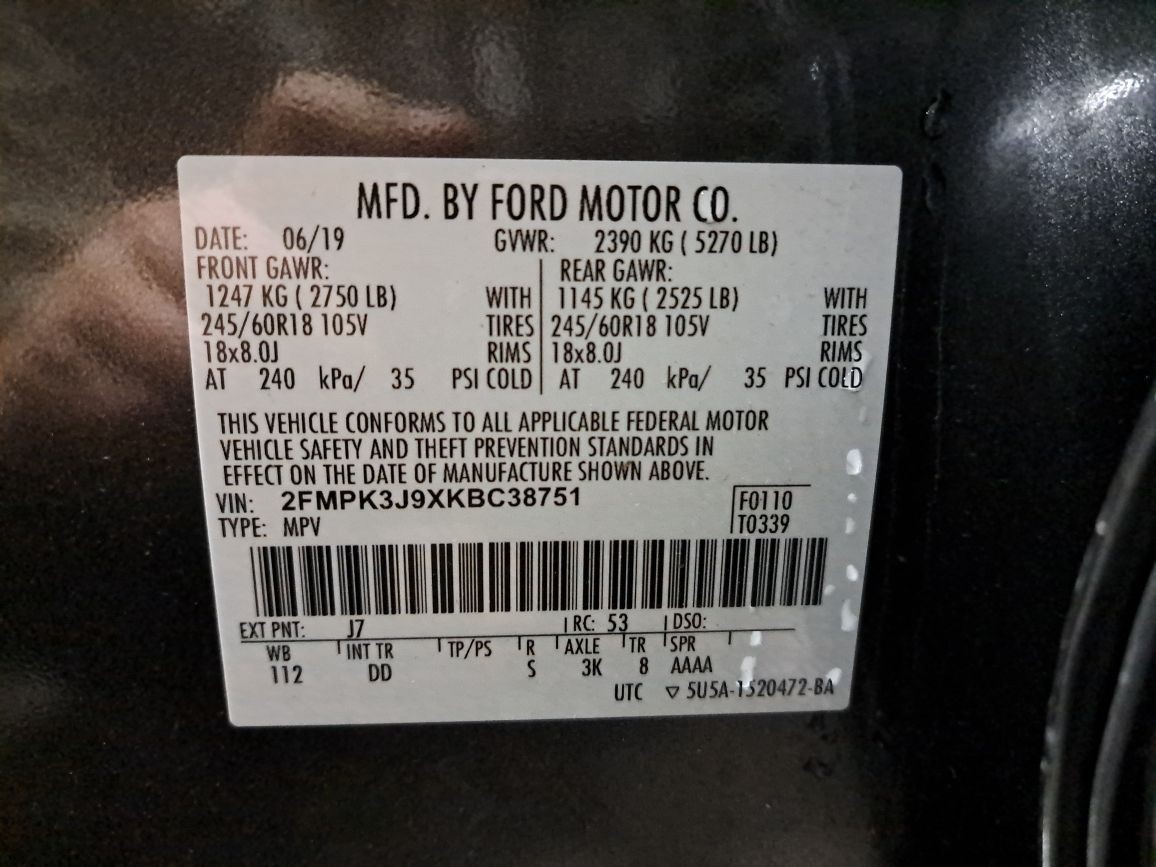 MFD. BY FORD MOTOR CO.
DATE: 06/19 GVWR: 2390 KG ( 5270 LB)
FRONT GAWR: REAR GAWR:
1247 KG ( 2750 LB) WITH 1145 KG ( 2525 LB) WITH
245/60R18 105V TIRES 245/60R18 105V TIRES
18x8.0J RIMS 18x8.0J RIMS
AT 240 kPa/ 35 PSI COLD AT 240 kPa/ 35 PSI COLD
THIS VEHICLE CONFORMS TO ALL APPLICABLE FEDERAL MOTOR
VEHICLE SAFETY AND THEFT PREVENTION STANDARDS IN
EFFECT ON THE DATE OF MANUFACTURE SHOWN ABOVE.
VIN: 2FMPK3J9XKBC38751 F0110
TYPE: MPV T0339
EXT PNT: J7 RC: 53 DSO:
WB INT TR TP/PS R AXLE TR SPR
112 DD S 3K 8 AAAA
UTC ▽ 5U5A-1520472-BA